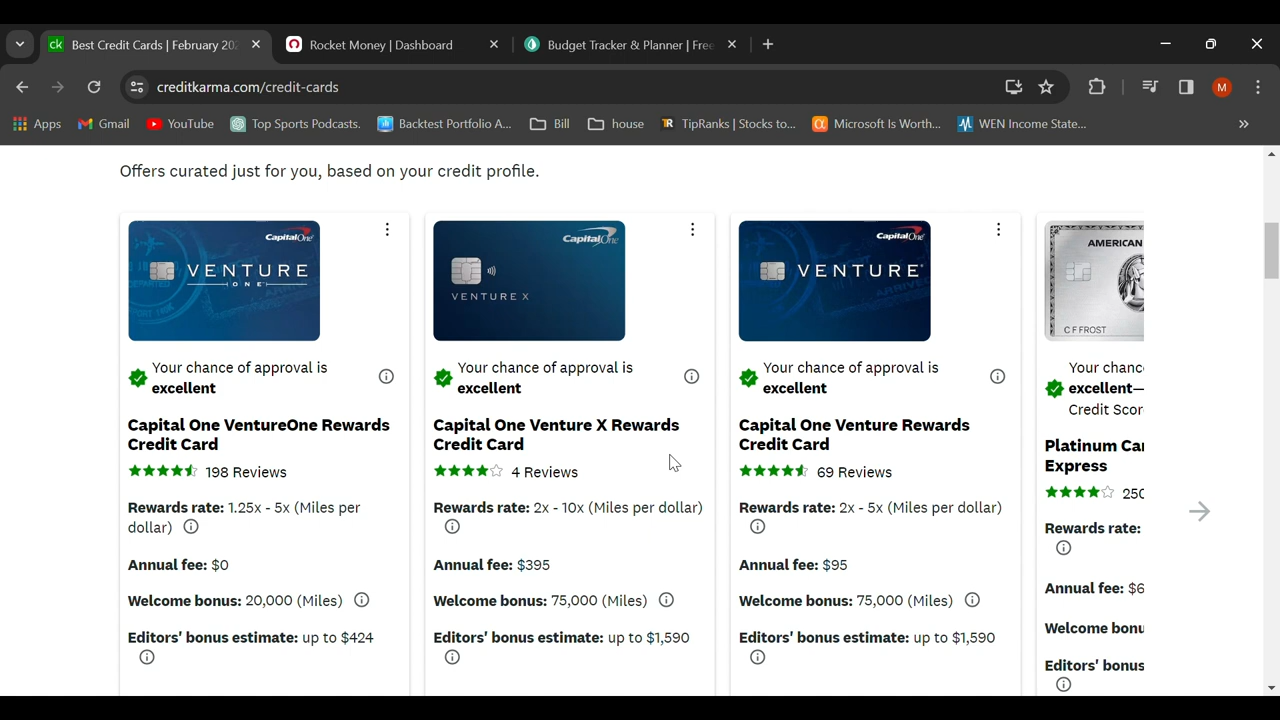 ck Best Credit Cards | February 202
Rocket Money | Dashboard
Budget Tracker & Planner | Free
creditkarma.com/credit-cards
M
Apps
Gmail
YouTube
Top Sports Podcasts.
Backtest Portfolio A...
Bill
house
TR TipRanks | Stocks to...
α Microsoft Is Worth...
WEN Income State...
»
Offers curated just for you, based on your credit profile.
Capital One
VENTURE
ONE
Your chance of approval is
excellent
Capital One VentureOne Rewards
Credit Card
198 Reviews
Rewards rate: 1.25x - 5x (Miles per
dollar)
Annual fee: $0
Welcome bonus: 20,000 (Miles)
Editors' bonus estimate: up to $424
Capital One
VENTURE X
Your chance of approval is
excellent
Capital One Venture X Rewards
Credit Card
4 Reviews
Rewards rate: 2x - 10x (Miles per dollar)
Annual fee: $395
Welcome bonus: 75,000 (Miles)
Editors' bonus estimate: up to $1,590
Capital One
VENTURE
Your chance of approval is
excellent
Capital One Venture Rewards
Credit Card
69 Reviews
Rewards rate: 2x - 5x (Miles per dollar)
Annual fee: $95
Welcome bonus: 75,000 (Miles)
Editors' bonus estimate: up to $1,590
AMERICAN
C F FROST
Your chanc
excellent—
Credit Scor
Platinum Car
Express
250
Rewards rate:
Annual fee: $6
Welcome bonu
Editors' bonus